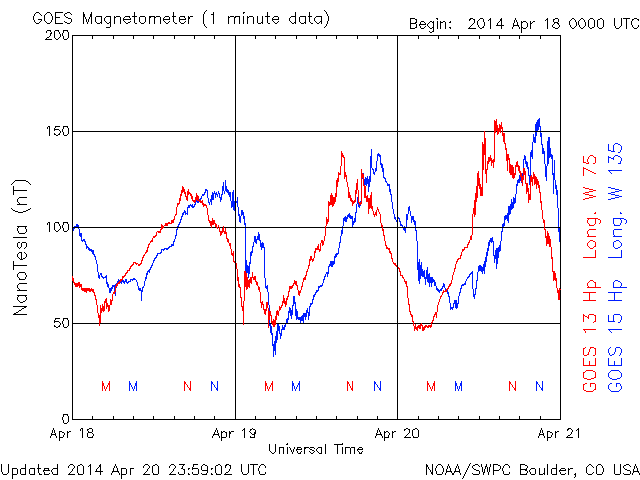 GOES Magnetometer (1 minute data)
Begin: 2014 Apr 18 0000 UTC
200
150
100
50
0
NanoTesla (nT)
M M N N M M N N M M N N
Apr 18 Apr 19 Apr 20 Apr 21
Universal Time
GOES 13 Hp Long. W 75
GOES 15 Hp Long. W 135
Updated 2014 Apr 20 23:59:02 UTC
NOAA/SWPC Boulder, CO USA